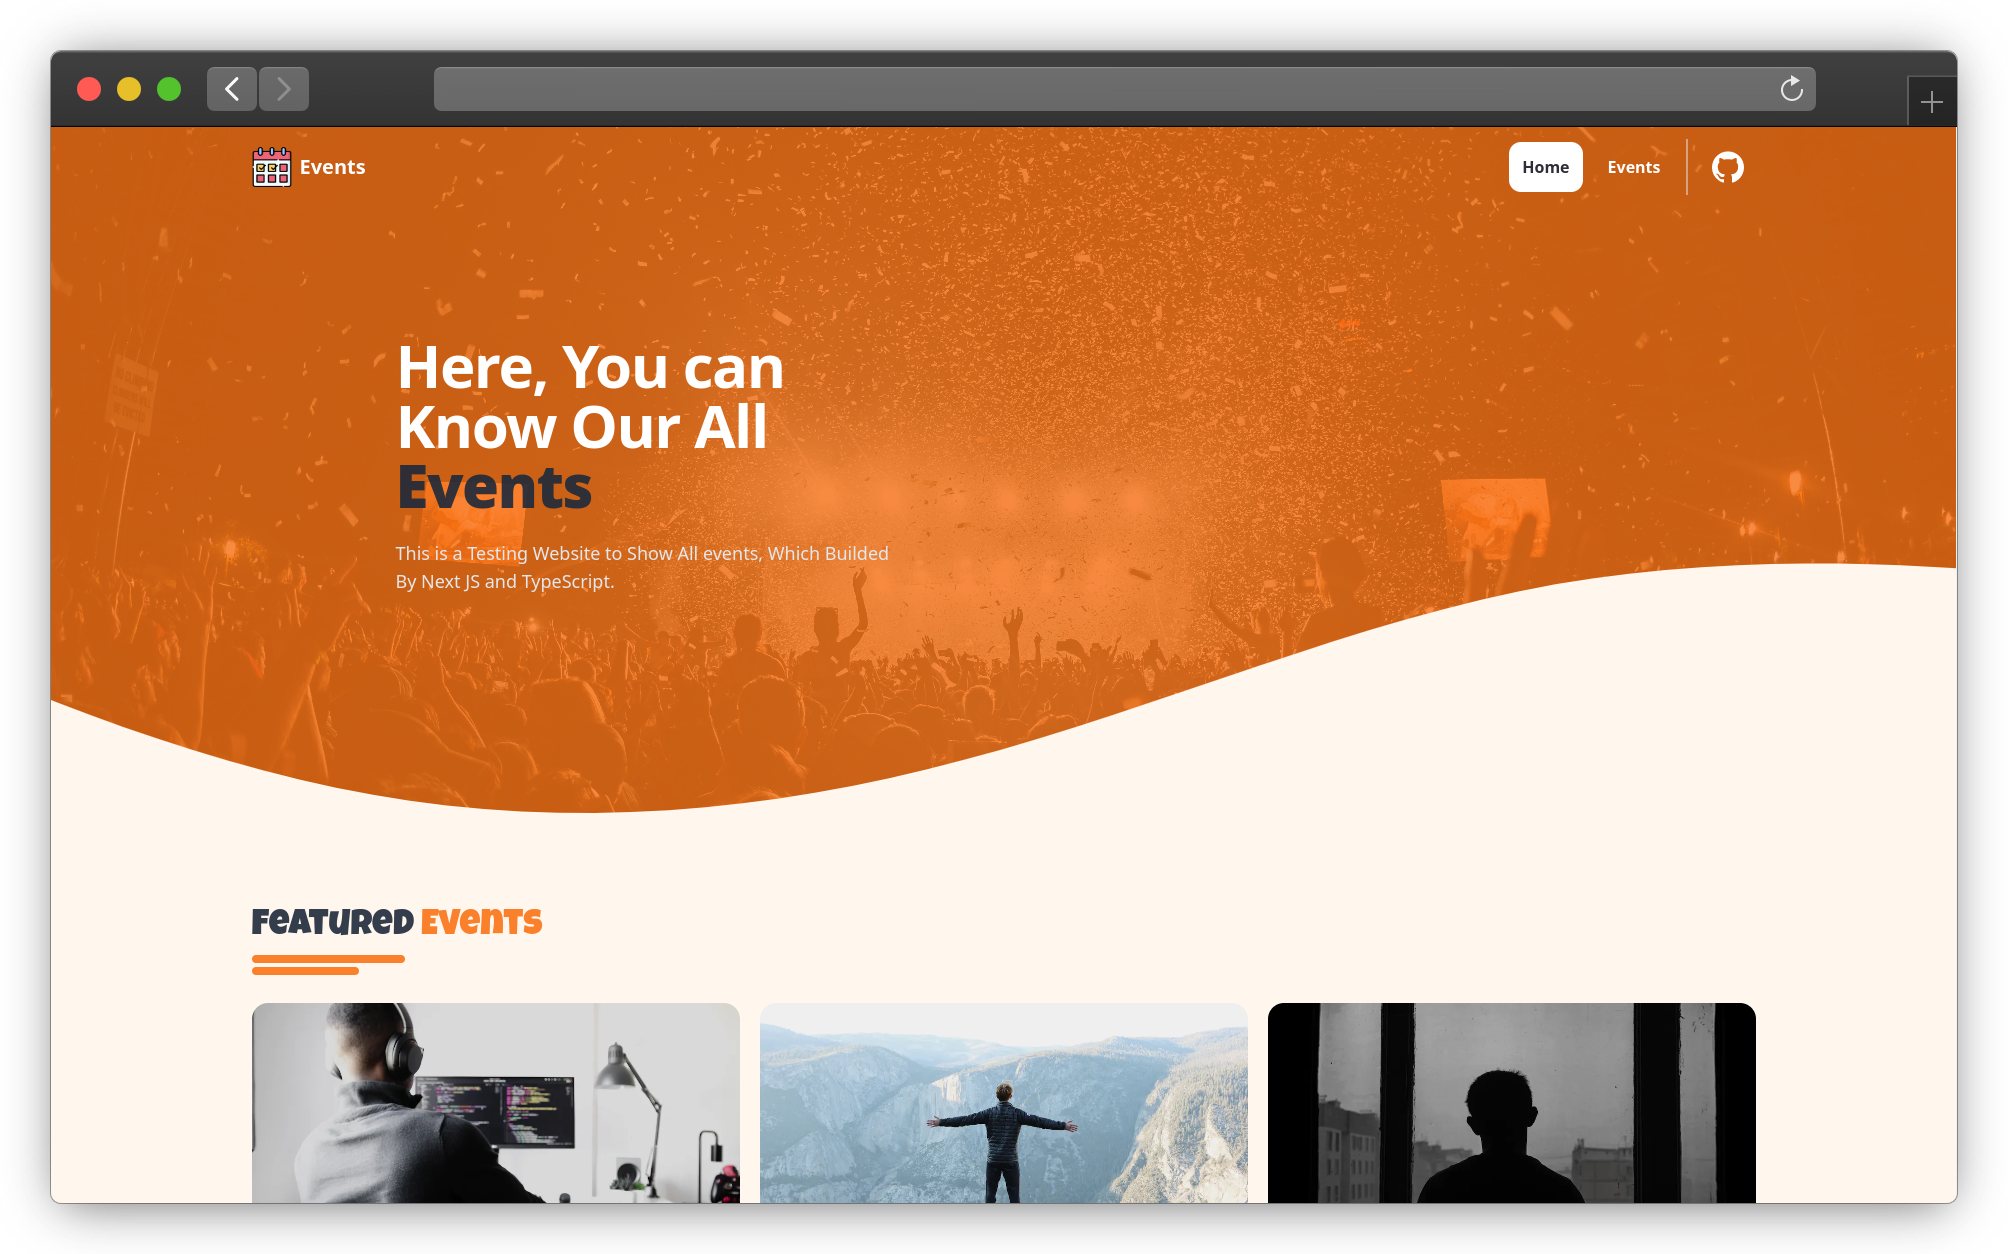 Events
Home
Events
Here, You can
Know Our All
Events
This is a Testing Website to Show All events, Which Builded
By Next JS and TypeScript.
Featured Events